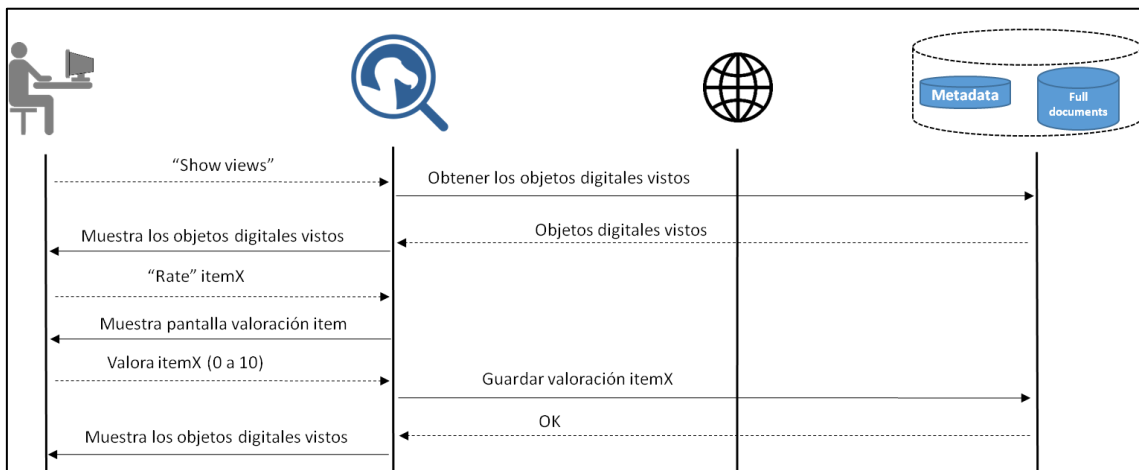 Metadata
Full
documents
“Show views”
Obtener los objetos digitales vistos
Objetos digitales vistos
Muestra los objetos digitales vistos
“Rate” itemX
Muestra pantalla valoración item
Valora itemX (0 a 10)
Guardar valoración itemX
OK
Muestra los objetos digitales vistos